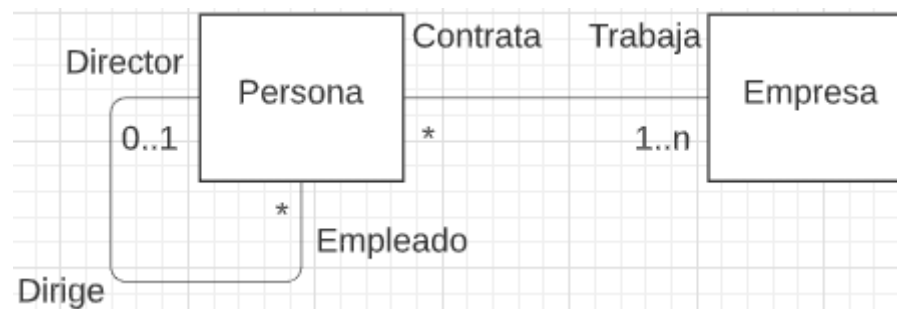 Contrata
Trabaja
Director
Persona
Empresa
0..1
*
1..n
*
Empleado
Dirige